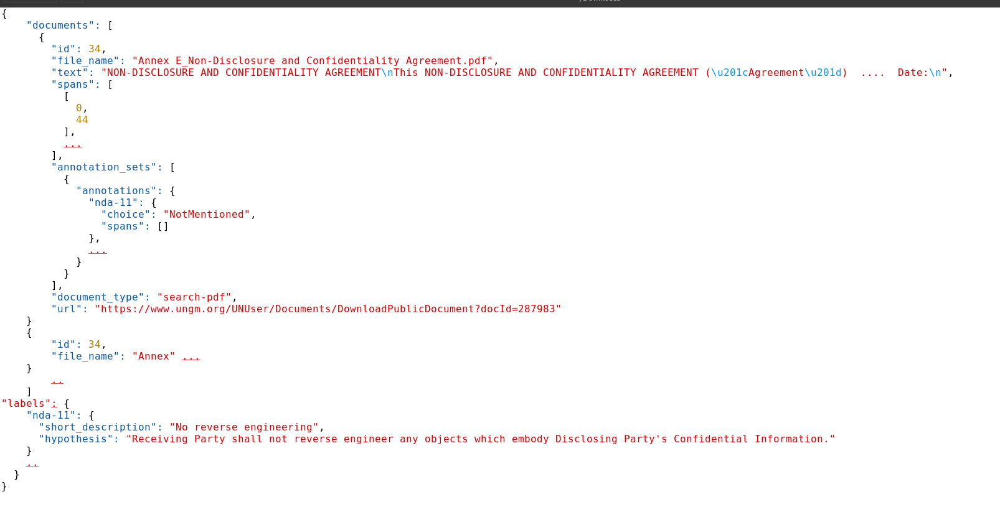 {
    "documents": [
      {
        "id": 34,
        "file_name": "Annex E_Non-Disclosure and Confidentiality Agreement.pdf",
        "text": "NON-DISCLOSURE AND CONFIDENTIALITY AGREEMENT\nThis NON-DISCLOSURE AND CONFIDENTIALITY AGREEMENT (\u201cAgreement\u201d)  ....  Date:\n",
        "spans": [
          [
            0,
            44
          ],
          ...
        ],
        "annotation_sets": [
          {
            "annotations": {
              "nda-11": {
                "choice": "NotMentioned",
                "spans": []
              },
              ...
            }
          }
        ],
        "document_type": "search-pdf",
        "url": "https://www.ungm.org/UNUser/Documents/DownloadPublicDocument?docId=287983"
    }
    {
        "id": 34,
        "file_name": "Annex" ...
    }
        ..
    ]
"labels": {
    "nda-11": {
      "short_description": "No reverse engineering",
      "hypothesis": "Receiving Party shall not reverse engineer any objects which embody Disclosing Party's Confidential Information."
    }
    ..
  }
}